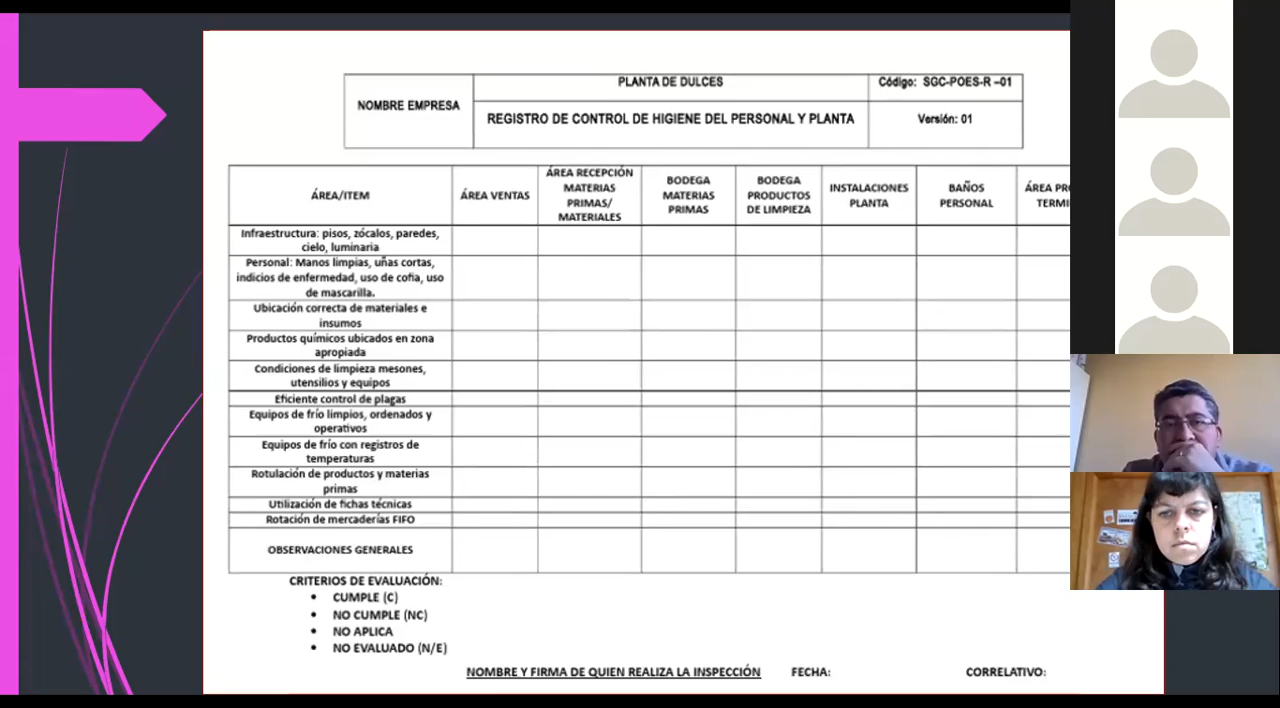 NOMBRE EMPRESA
PLANTA DE DULCES
Código: SGC-POES-R –01
REGISTRO DE CONTROL DE HIGIENE DEL PERSONAL Y PLANTA
Versión: 01
ÁREA/ITEM
ÁREA VENTAS
ÁREA RECEPCIÓN
MATERIAS
PRIMAS/
MATERIALES
BODEGA
MATERIAS
PRIMAS
BODEGA
PRODUCTOS
DE LIMPIEZA
INSTALACIONES
PLANTA
BAÑOS
PERSONAL
ÁREA
Infraestructura: pisos, zócalos, paredes,
cielo, luminaria
Personal: Manos limpias, uñas cortas,
indicios de enfermedad, uso de cofia, uso
de mascarilla.
Ubicación correcta de materiales e
insumos
Productos químicos ubicados en zona
apropiada
Condiciones de limpieza mesones,
utensilios y equipos
Eficiente control de plagas
Equipos de frío limpios, ordenados y
operativos
Equipos de frío con registros de
temperaturas
Rotulación de productos y materias
primas
Utilización de fichas técnicas
Rotación de mercaderías FIFO
OBSERVACIONES GENERALES
CRITERIOS DE EVALUACIÓN:
• CUMPLE (C)
• NO CUMPLE (NC)
• NO APLICA
• NO EVALUADO (N/E)
NOMBRE Y FIRMA DE QUIEN REALIZA LA INSPECCIÓN FECHA: CORRELATIVO: